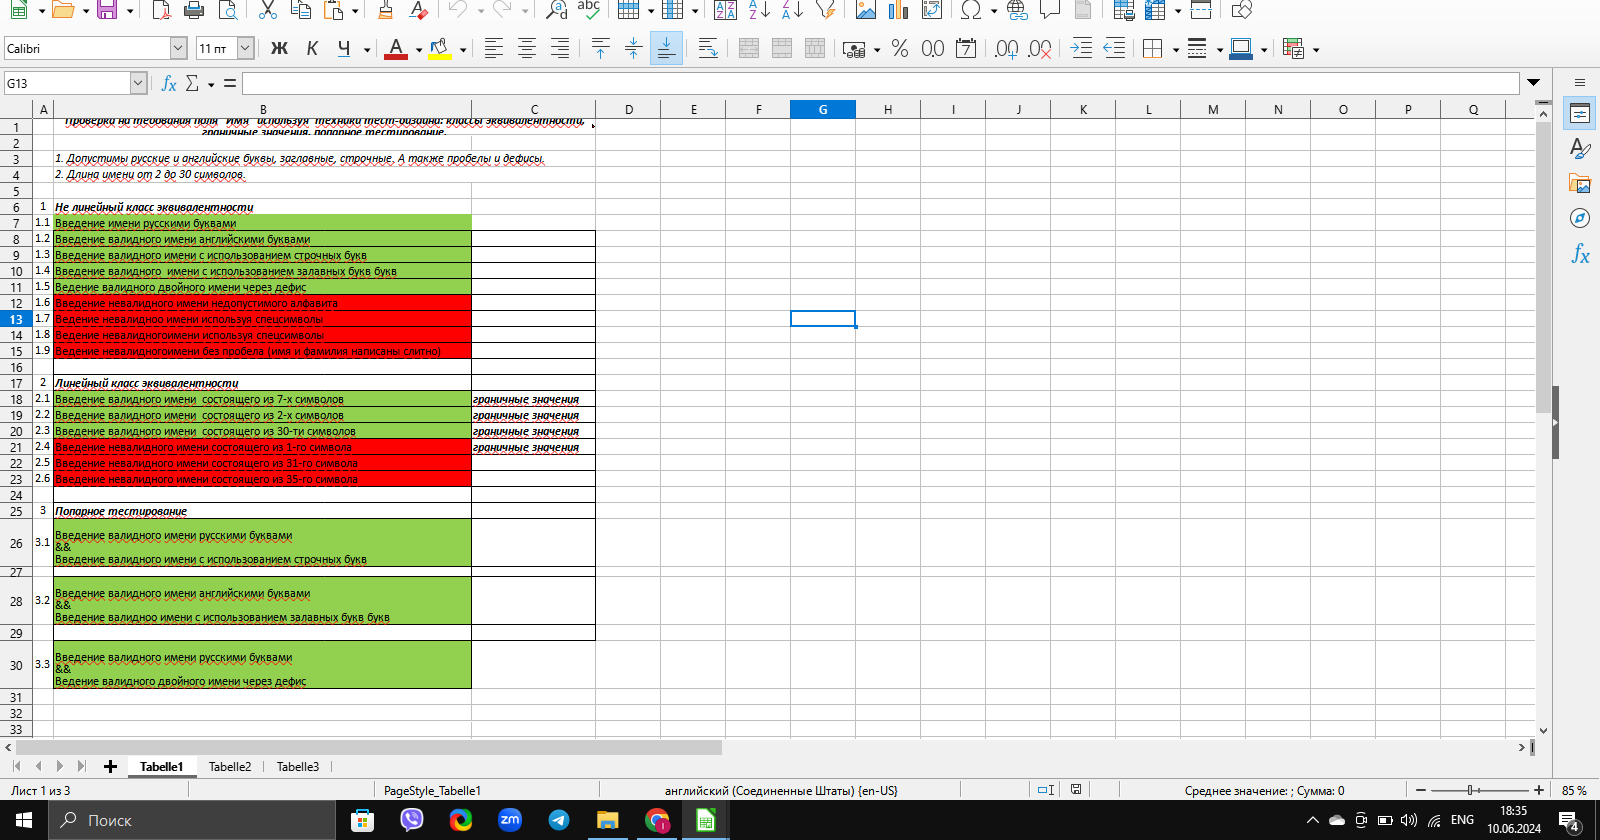 Calibri 11 пт Ж К Ч А
G13
A B C D E F G H I J K L M N O P Q
1 Проверка на тебования поля "Имя" используя техники тест-дизайна: классы эквивалентности,
граничные значения, попарное тестирование.
2
3 1. Допустимы русские и английские буквы, заглавные, строчные. А также пробелы и дефисы.
4 2. Длина имени от 2 до 30 символов.
5
6 1 Не линейный класс эквивалентности
7 1.1 Введение имени русскими буквами
8 1.2 Введение валидного имени английскими буквами
9 1.3 Введение валидного имени с использованием строчных букв
10 1.4 Введение валидного имени с использованием залавных букв букв
11 1.5 Ведение валидного двойного имени через дефис
12 1.6 Введение невалидного имени недопустимого алфавита
13 1.7 Ведение невалидноо имени используя спецсимволы
14 1.8 Ведение невалидногоимени используя спецсимволы
15 1.9 Ведение невалидногоимени без пробела (имя и фамилия написаны слитно)
16
17 2 Линейный класс эквивалентности
18 2.1 Введение валидного имени состоящего из 7-х символов граничные значения
19 2.2 Введение валидного имени состоящего из 2-х символов граничные значения
20 2.3 Введение валидного имени состоящего из 30-ти символов граничные значения
21 2.4 Введение невалидного имени состоящего из 1-го символа граничные значения
22 2.5 Введение невалидного имени состоящего из 31-го символа
23 2.6 Введение невалидного имени состоящего из 35-го символа
24
25 3 Попарное тестирование
26 3.1 Введение валидного имени русскими буквами
&&
Введение валидного имени с использованием строчных букв
27
28 3.2 Введение валидного имени английскими буквами
&&
Введение валидноо имени с использованием залавных букв букв
29
30 3.3 Введение валидного имени русскими буквами
&&
Ведение валидного двойного имени через дефис
31
32
33
Tabelle1 Tabelle2 Tabelle3
Лист 1 из 3 PageStyle_Tabelle1 английский (Соединенные Штаты) {en-US} Среднее значение: ; Сумма: 0 85 %
Поиск zm ENG 18:35
10.06.2024 4